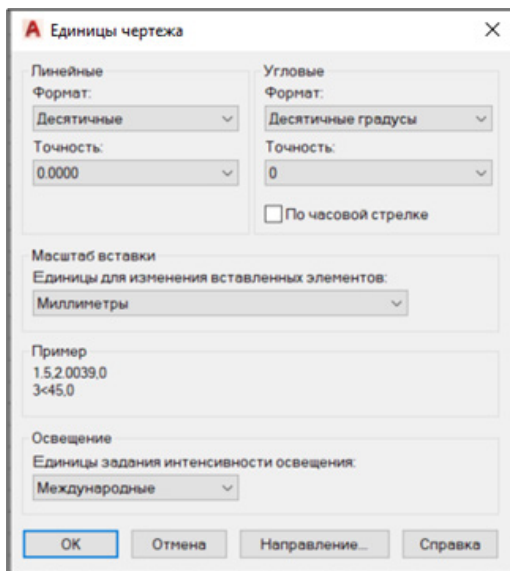 Единицы чертежа
Линейные
Формат:
Десятичные
Точность:
0.0000
Угловые
Формат:
Десятичные градусы
Точность:
0
По часовой стрелке
Масштаб вставки
Единицы для изменения вставленных элементов:
Миллиметры
Пример
1.5,2.0039,0
3<45,0
Освещение
Единицы задания интенсивности освещения:
Международные
ОК Отмена Направление... Справка